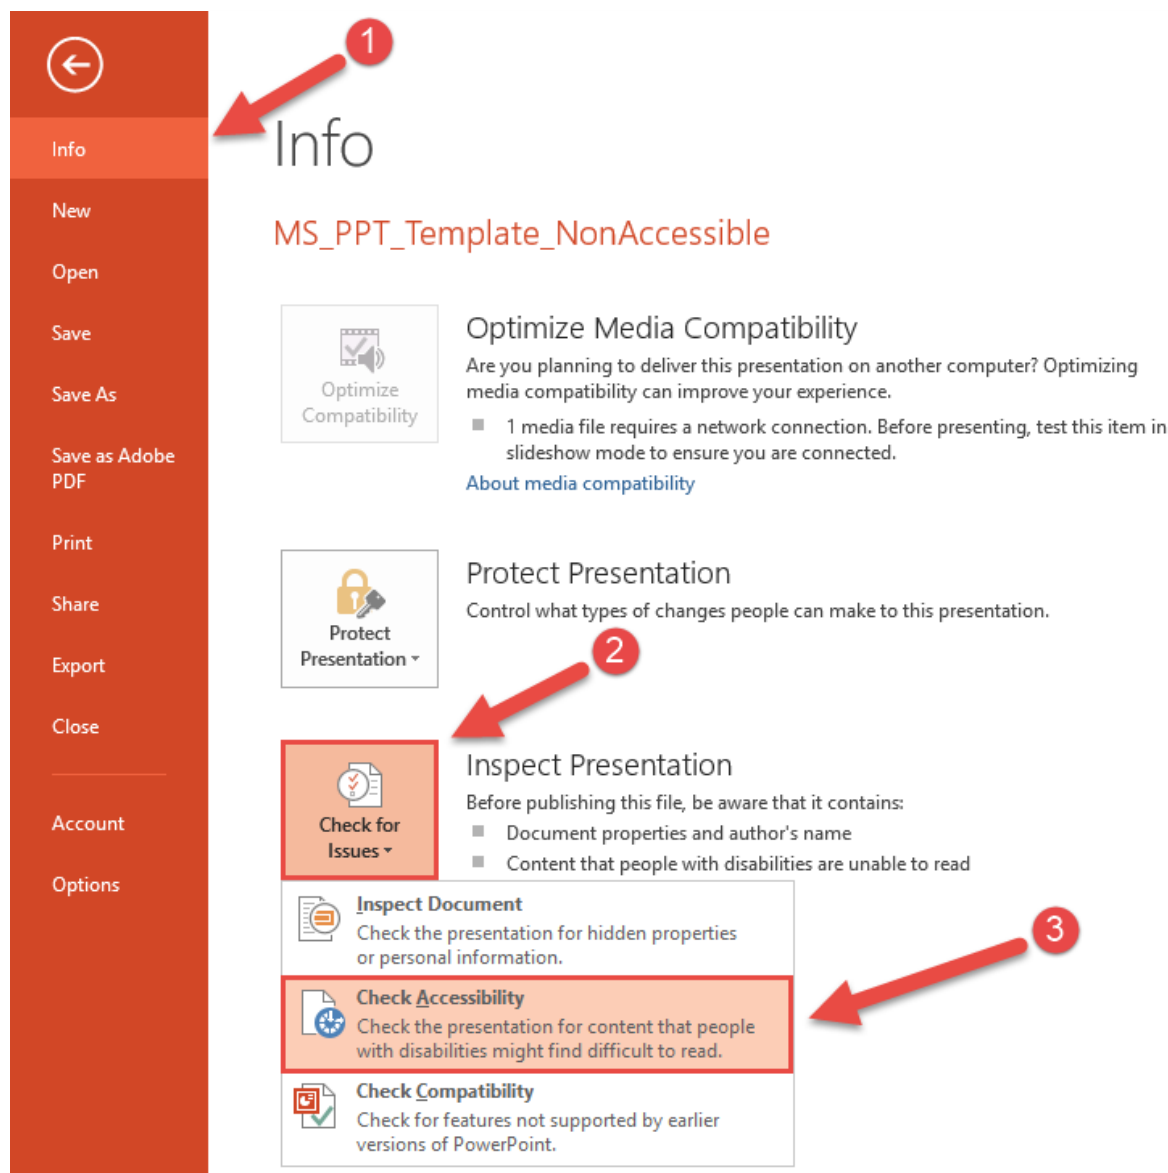 1
Info
Info
New
MS_PPT_Template_NonAccessible
Open
Save
Save As
Save as Adobe
PDF
Print
Share
Export
Close
Account
Options
Optimize
Compatibility
Optimize Media Compatibility
Are you planning to deliver this presentation on another computer? Optimizing
media compatibility can improve your experience.
1 media file requires a network connection. Before presenting, test this item in
slideshow mode to ensure you are connected.
About media compatibility
Protect
Presentation
Protect Presentation
Control what types of changes people can make to this presentation.
2
Check for
Issues
Inspect Presentation
Before publishing this file, be aware that it contains:
Document properties and author's name
Content that people with disabilities are unable to read
Inspect Document
Check the presentation for hidden properties
or personal information.
3
Check Accessibility
Check the presentation for content that people
with disabilities might find difficult to read.
Check Compatibility
Check for features not supported by earlier
versions of PowerPoint.